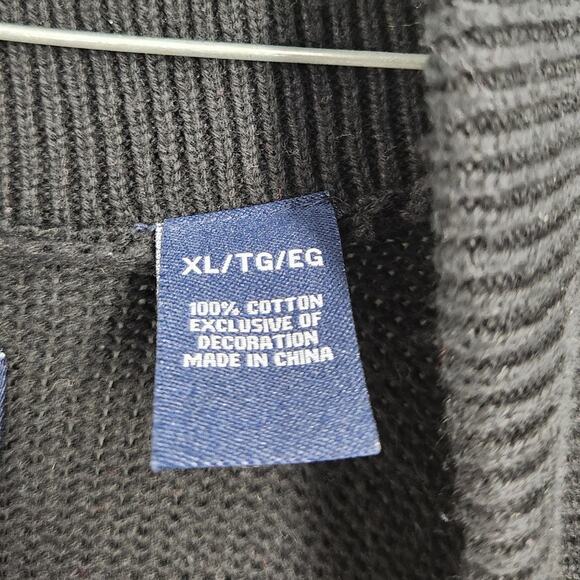 XL/TG/EG
100% COTTON
EXCLUSIVE OF
DECORATION
MADE IN CHINA